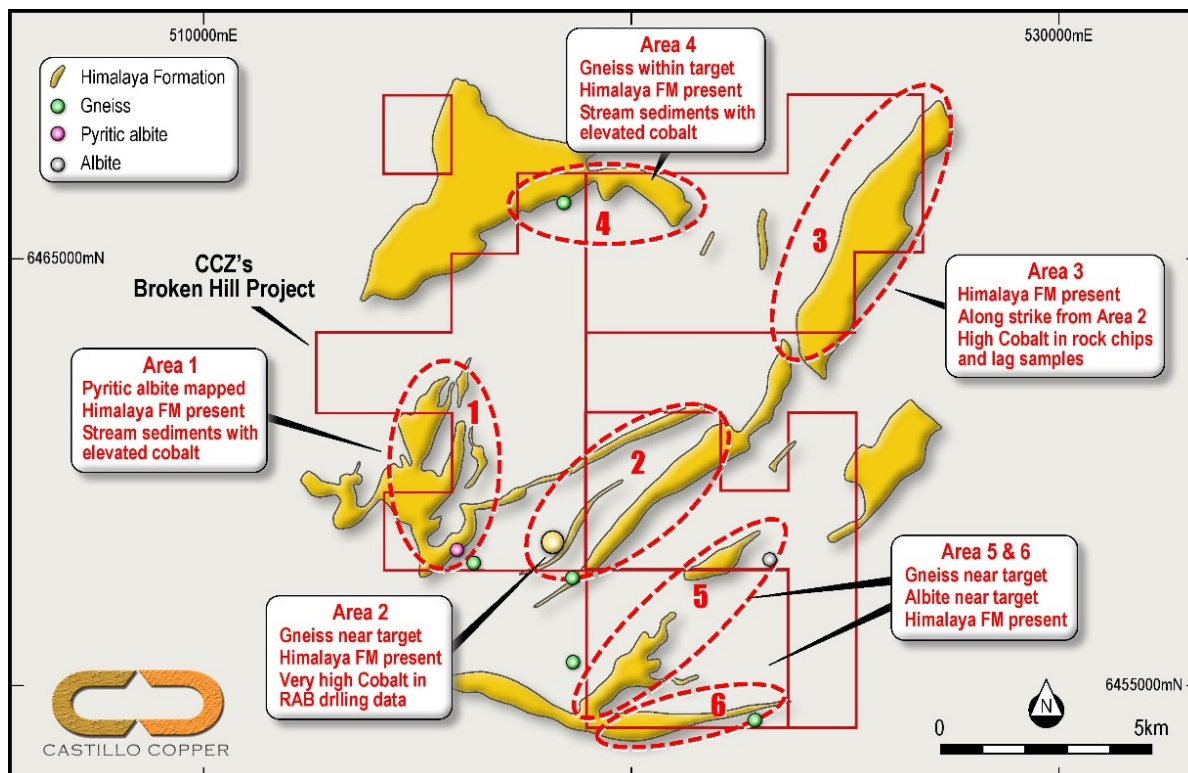 510000mE
530000mE
Himalaya Formation
Gneiss
Pyritic albite
Albite
Area 4
Gneiss within target
Himalaya FM present
Stream sediments with
elevated cobalt
4
3
6465000mN
CCZ's
Broken Hill Project
Area 3
Himalaya FM present
Along strike from Area 2
High Cobalt in rock chips
and lag samples
Area 1
Pyritic albite mapped
Himalaya FM present
Stream sediments with
elevated cobalt
1
2
Area 5 & 6
Gneiss near target
Albite near target
Himalaya FM present
5
Area 2
Gneiss near target
Himalaya FM present
Very high Cobalt in
RAB driling data
6
6455000mN
N
0
5km
CASTILLO COPPER